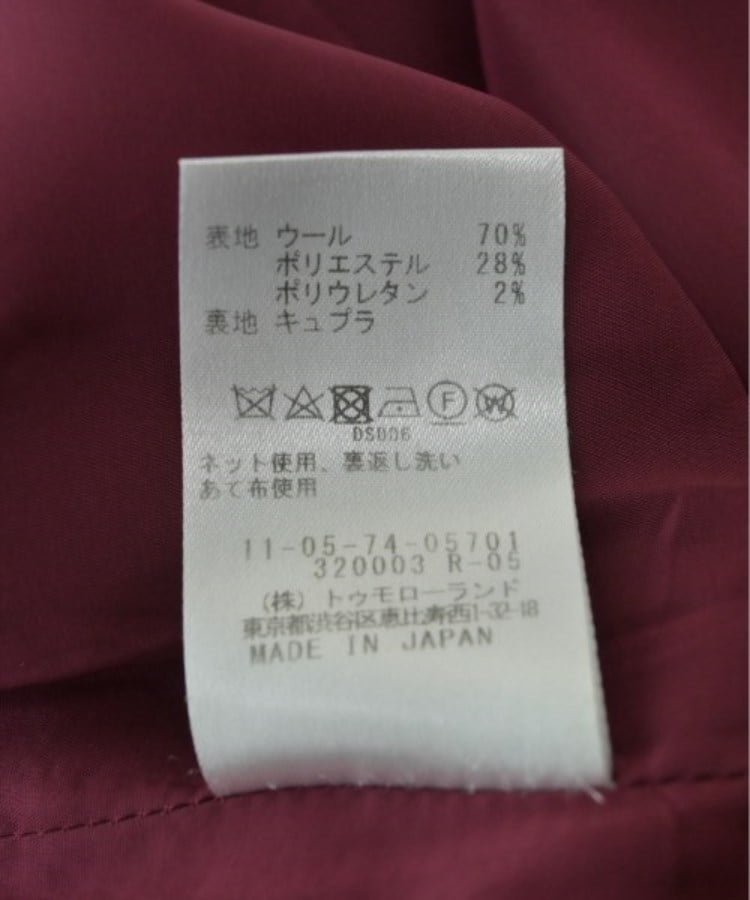 表地 ウール 70%
ポリエステル 28%
ポリウレタン 2%
裏地 キュプラ
F W
DS006
ネット使用、裏返し洗い
あて布使用
11-05-74-05701
320003 R-05
(株) トゥモローランド
東京都渋谷区恵比寿西1-32-18
MADE IN JAPAN